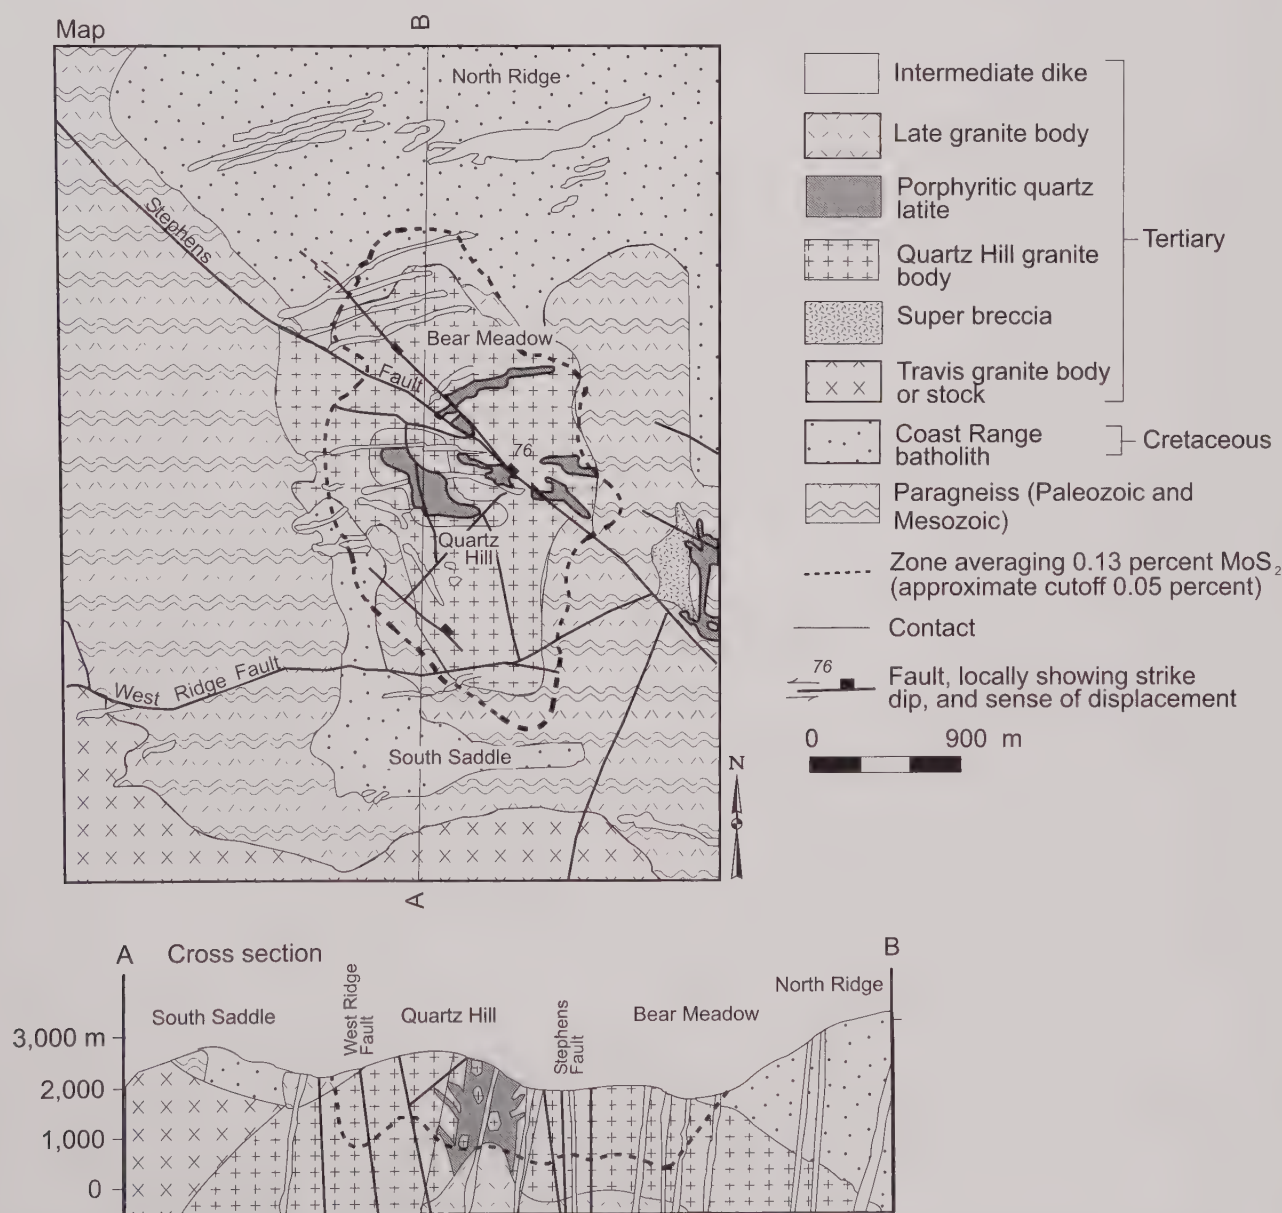 Map
B
North Ridge
Stephens
Fault
Bear Meadow
76
Quartz
Hill
West Ridge Fault
South Saddle
A
N
Intermediate dike
Late granite body
Porphyritic quartz
latite
Quartz Hill granite
body
Super breccia
Travis granite body
or stock
Tertiary
Coast Range
batholith
Cretaceous
Paragneiss (Paleozoic and
Mesozoic)
Zone averaging 0.13 percent MoS₂
(approximate cutoff 0.05 percent)
Contact
76
Fault, locally showing strike
dip, and sense of displacement
0 900 m
A Cross section B
South Saddle
West Ridge
Fault
Quartz Hill
Stephens
Fault
Bear Meadow
North Ridge
3,000 m
2,000
1,000
0